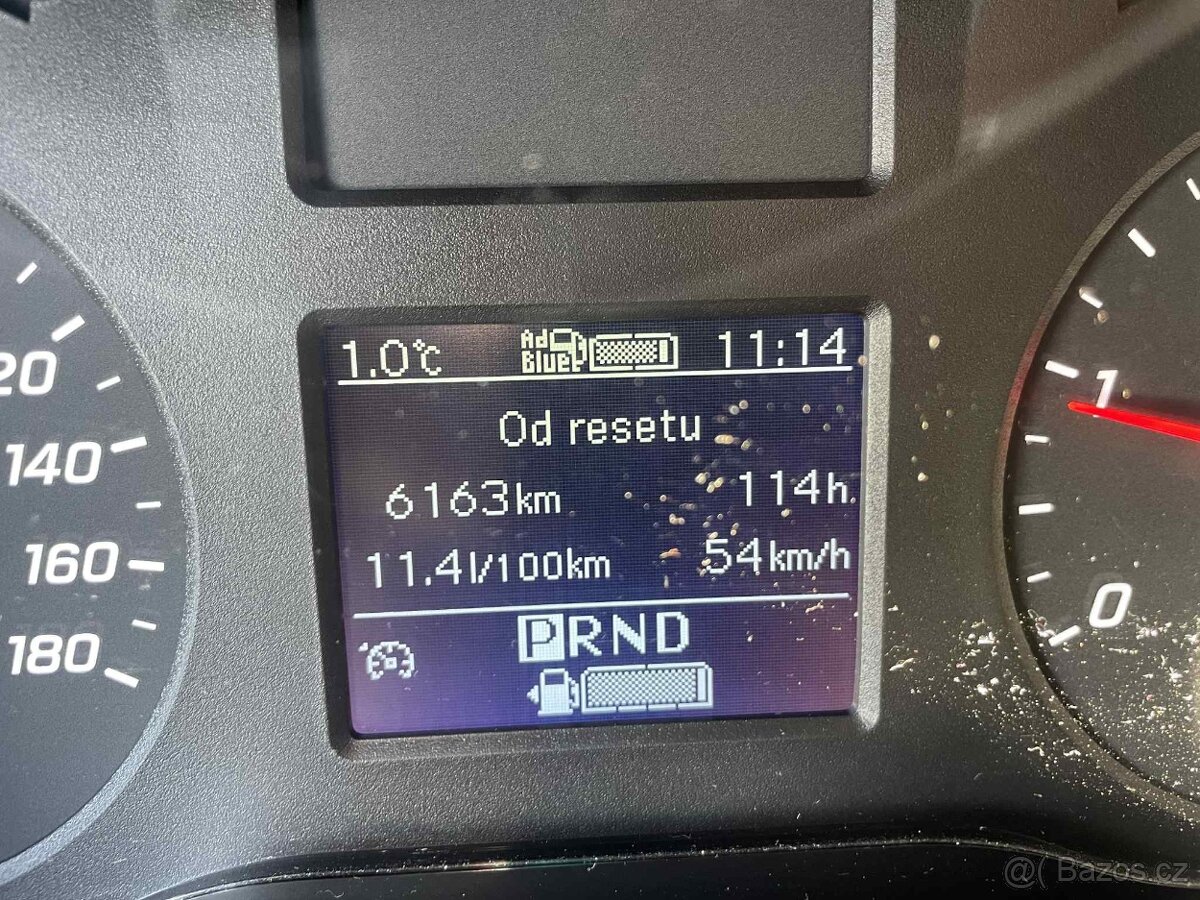 1.0°c Ad Blue 11:14
Od resetu
6163km 114h
11.4l/100km 54km/h
PRND
120
140
160
180
1
0
@( Bazos.cz